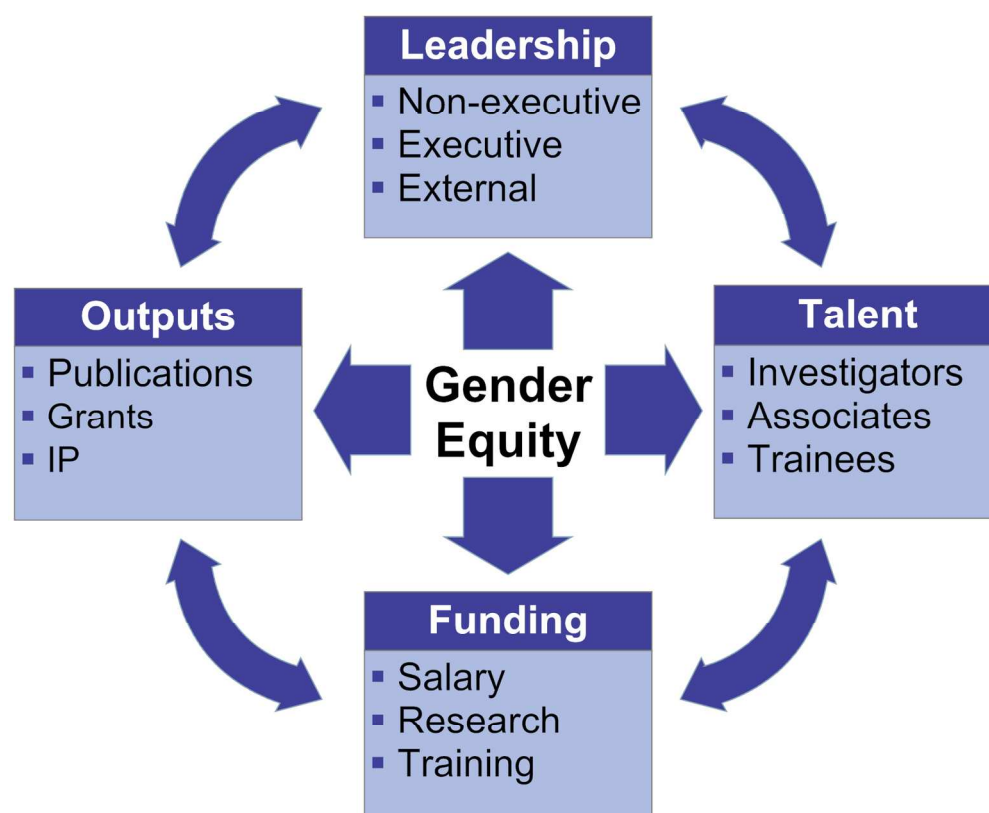 Leadership
▪ Non-executive
▪ Executive
▪ External
Outputs
▪ Publications
▪ Grants
▪ IP
Gender
Equity
Talent
▪ Investigators
▪ Associates
▪ Trainees
Funding
▪ Salary
▪ Research
▪ Training